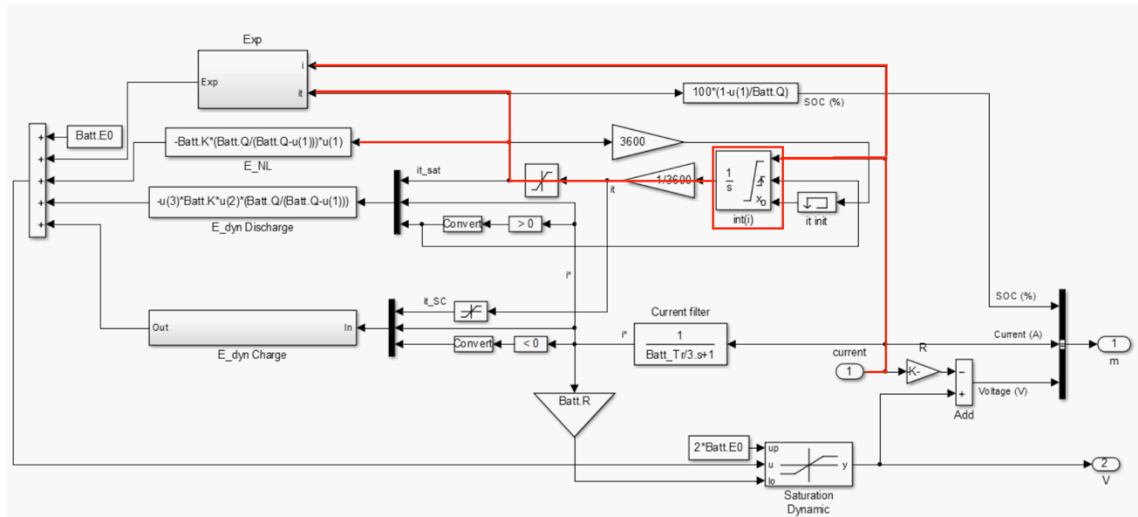 Exp
i
Exp
it
100*(1-u(1)/Batt.Q)
SOC (%)
Batt.E0
+
+
+
+
+
-Batt.K*(Batt.Q/(Batt.Q-u(1)))*u(1)
E_NL
3600
1/3600
it
1
s
x0
int(i)
it init
it_sat
-u(3)*Batt.K*u(2)*(Batt.Q/(Batt.Q-u(1)))
E_dyn Discharge
Convert
> 0
i*
it_SC
Out
In
E_dyn Charge
Convert
< 0
Current filter
i*
1
Batt_Tr/3.s+1
SOC (%)
Current (A)
1
m
current
1
R
-K-
−
+
Add
Voltage (V)
Batt.R
2*Batt.E0
up
u
lo
y
Saturation
Dynamic
2
V